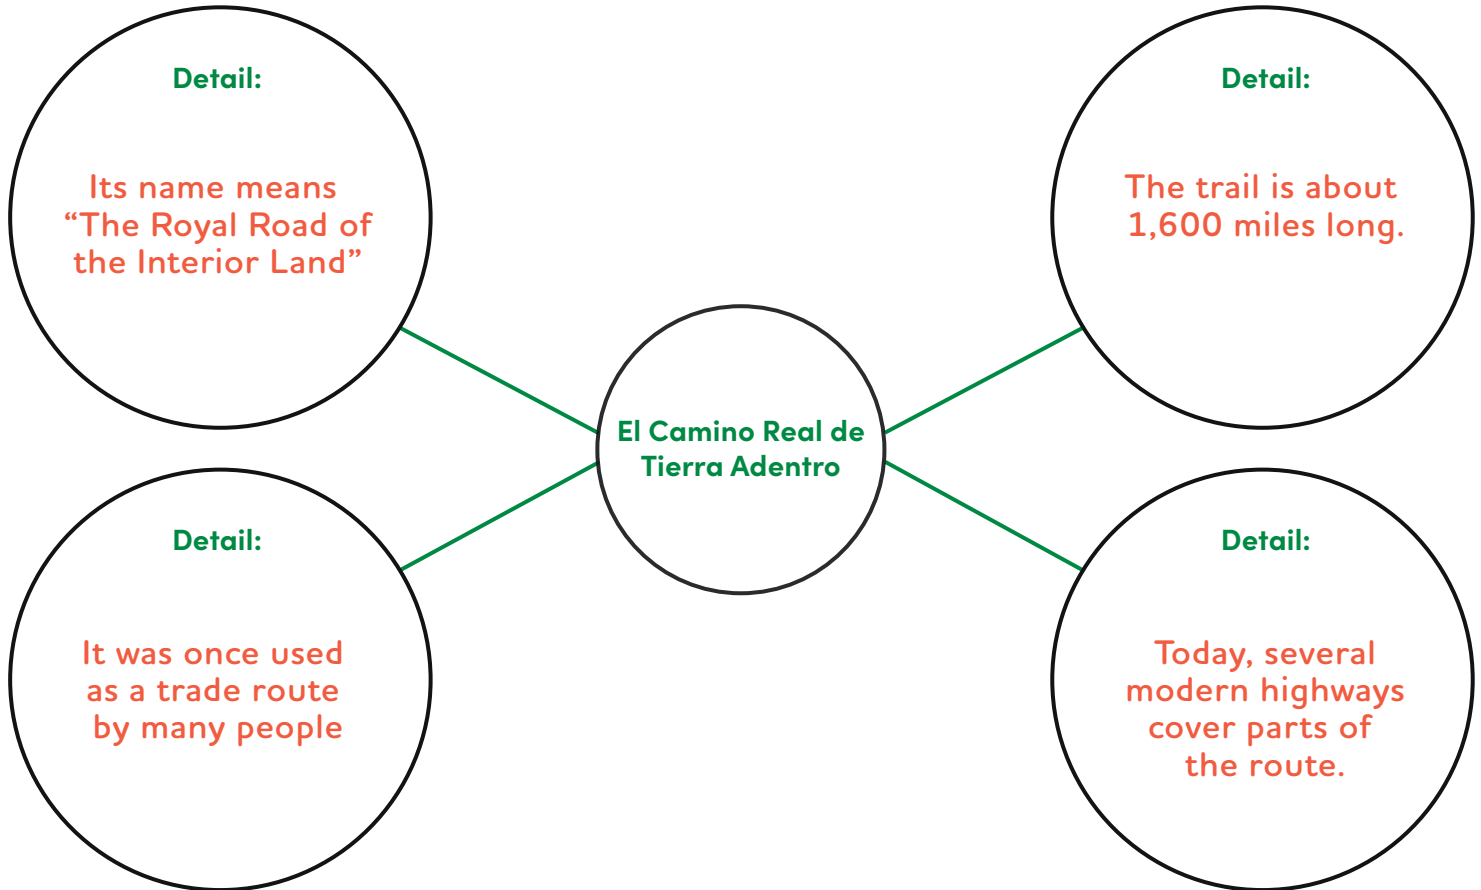 Detail:
Its name means
“The Royal Road of
the Interior Land”
Detail:
The trail is about
1,600 miles long.
El Camino Real de
Tierra Adentro
Detail:
It was once used
as a trade route
by many people
Detail:
Today, several
modern highways
cover parts of
the route.